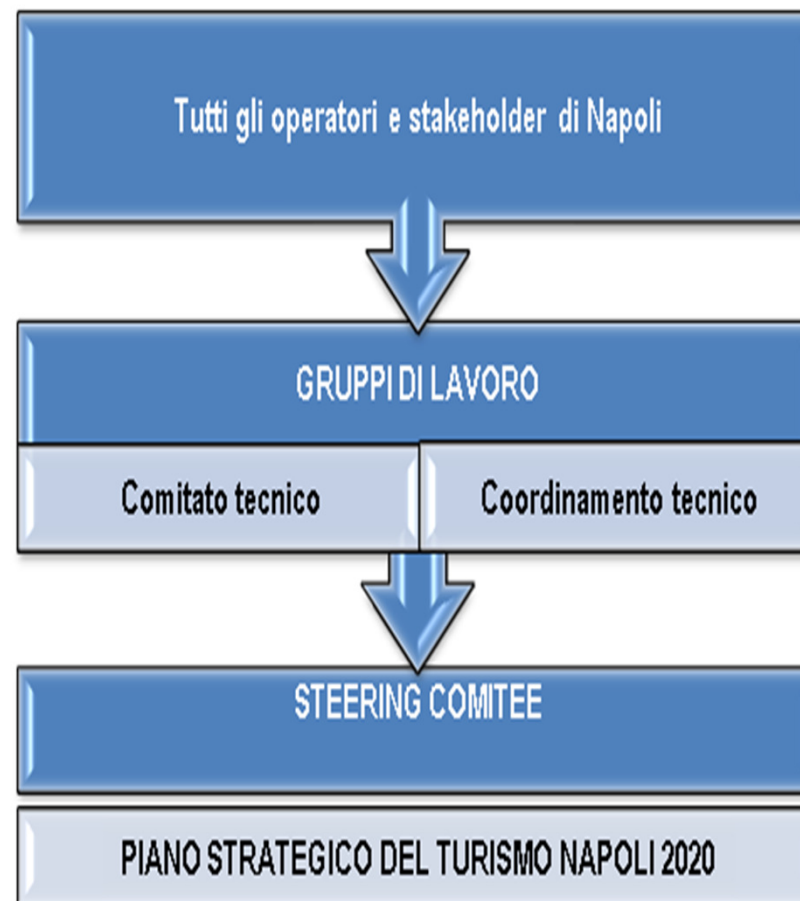 Tutti gli operatori e stakeholder di Napoli
GRUPPI DI LAVORO
Comitato tecnico
Coordinamento tecnico
STEERING COMITEE
PIANO STRATEGICO DEL TURISMO NAPOLI 2020